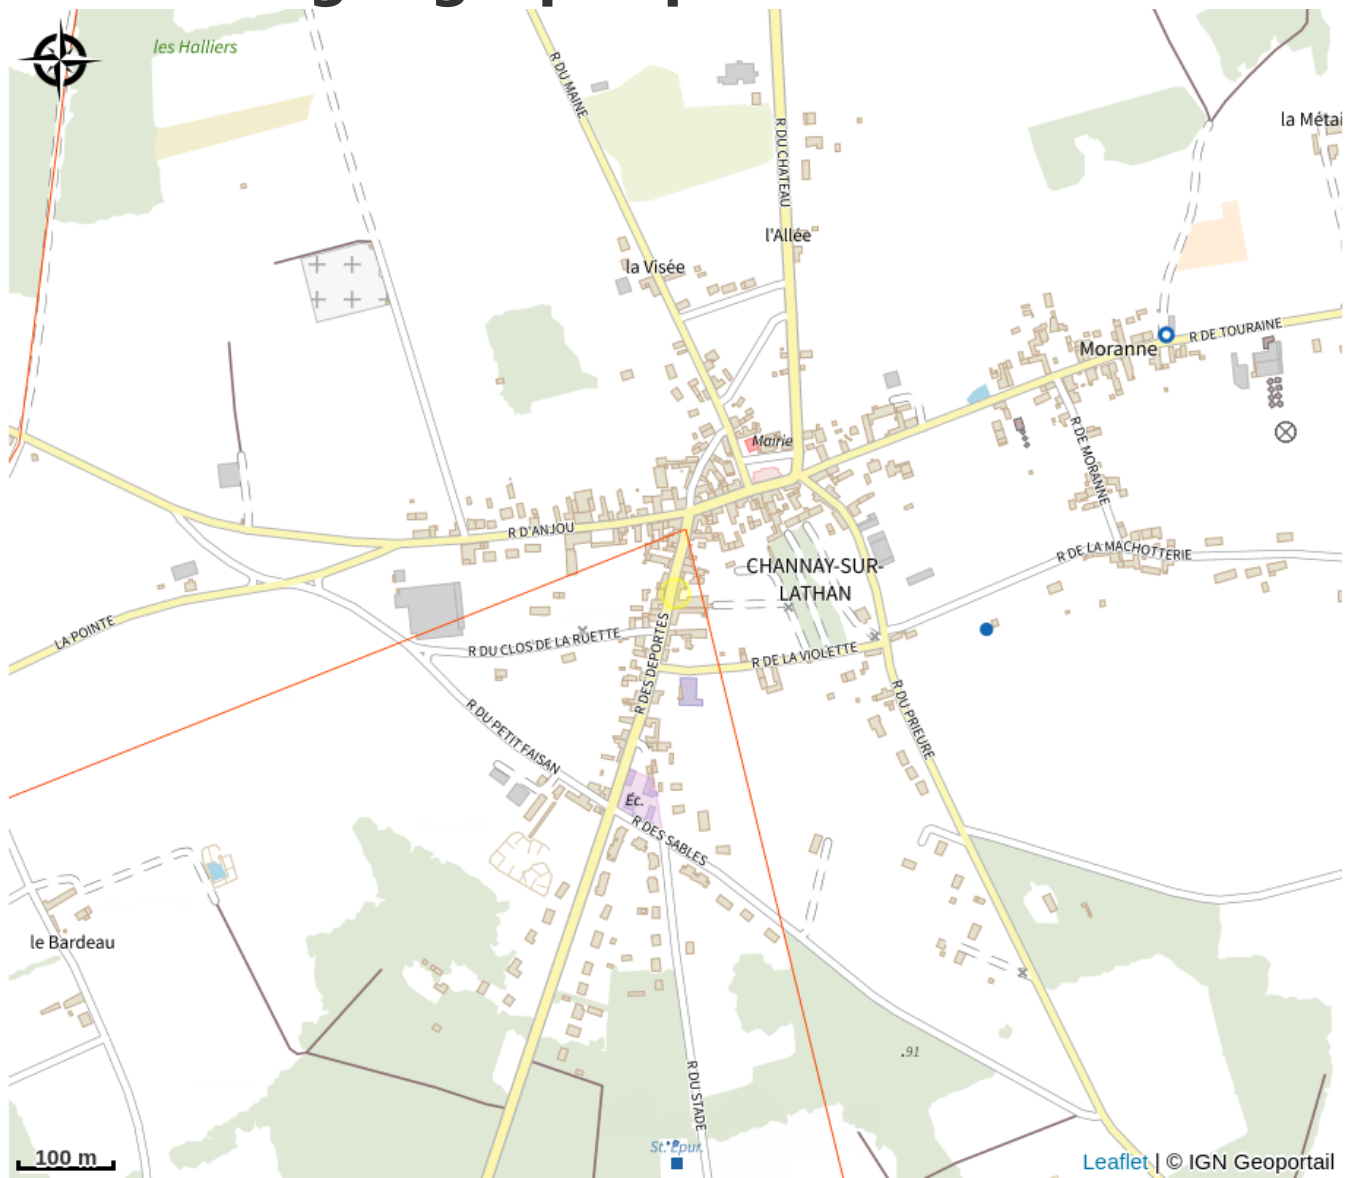 les Halliers
R DU MAINE
R DU CHATEAU
la Métai
l'Allée
la Visée
R DE TOURAINE
Moranne
Mairie
R DE MORANNE
R D'ANJOU
R DE LA MACHOTTERIE
CHANNAY-SUR-
LATHAN
LA POINTE
R DU CLOS DE LA RUETTE
R DES DEPORTES
R DE LA VIOLETTE
R DU PRIEURE
R DU PETIT FAISAN
Éc.
R DES SABLES
le Bardeau
.91
R DU STADE
St. Épur.
100 m
Leaflet | © IGN Geoportail